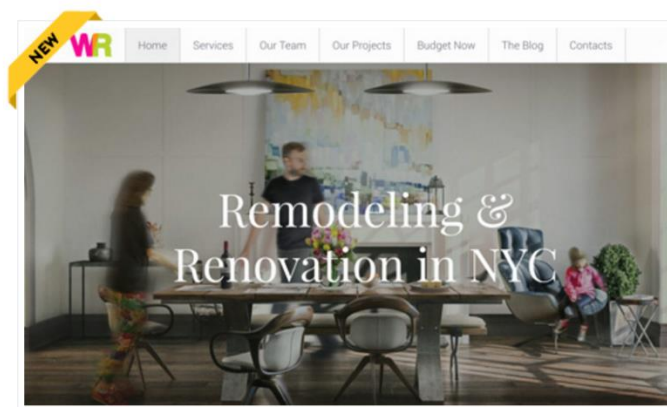 NEW
WR
Home Services Our Team Our Projects Budget Now The Blog Contacts
Remodeling &
Renovation in NYC